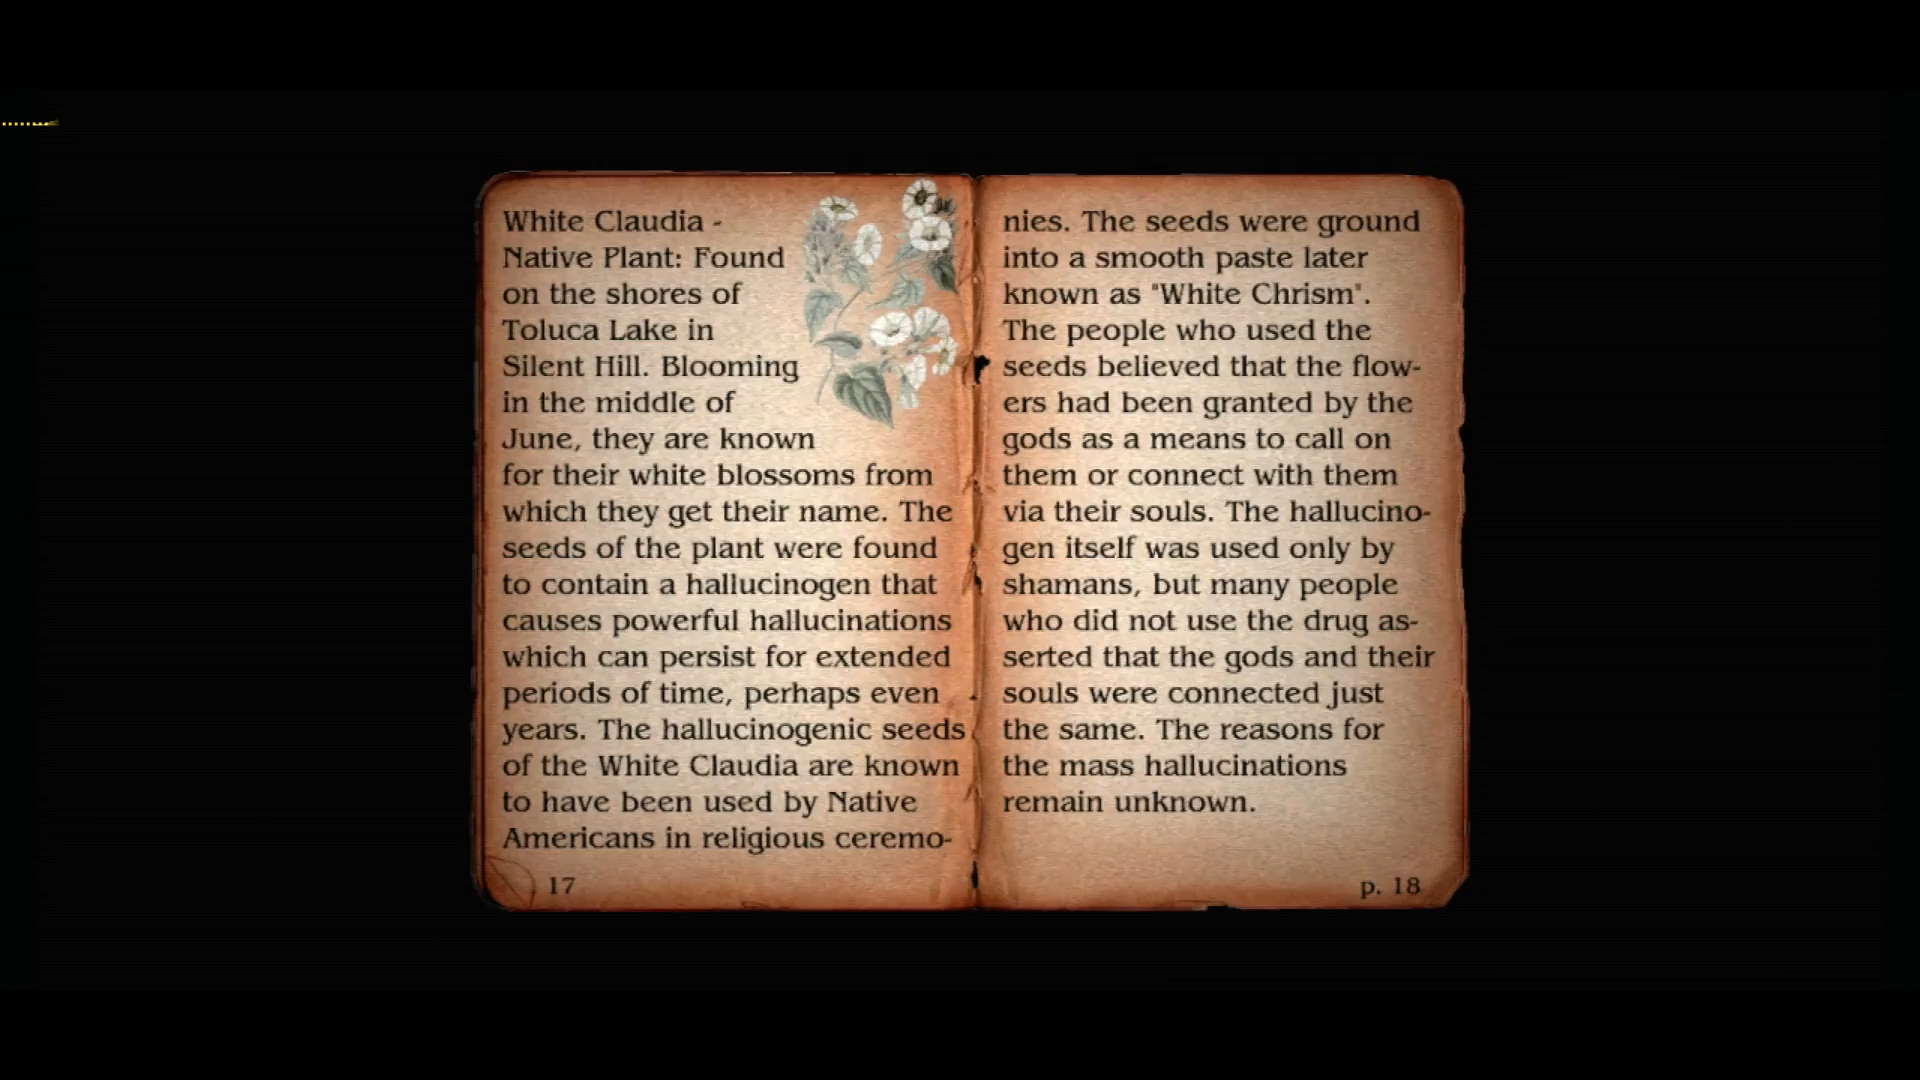 White Claudia -
Native Plant: Found
on the shores of
Toluca Lake in
Silent Hill. Blooming
in the middle of
June, they are known
for their white blossoms from
which they get their name. The
seeds of the plant were found
to contain a hallucinogen that
causes powerful hallucinations
which can persist for extended
periods of time, perhaps even
years. The hallucinogenic seeds
of the White Claudia are known
to have been used by Native
Americans in religious ceremo-
17
nies. The seeds were ground
into a smooth paste later
known as "White Chrism".
The people who used the
seeds believed that the flow-
ers had been granted by the
gods as a means to call on
them or connect with them
via their souls. The hallucino-
gen itself was used only by
shamans, but many people
who did not use the drug as-
serted that the gods and their
souls were connected just
the same. The reasons for
the mass hallucinations
remain unknown.
p. 18